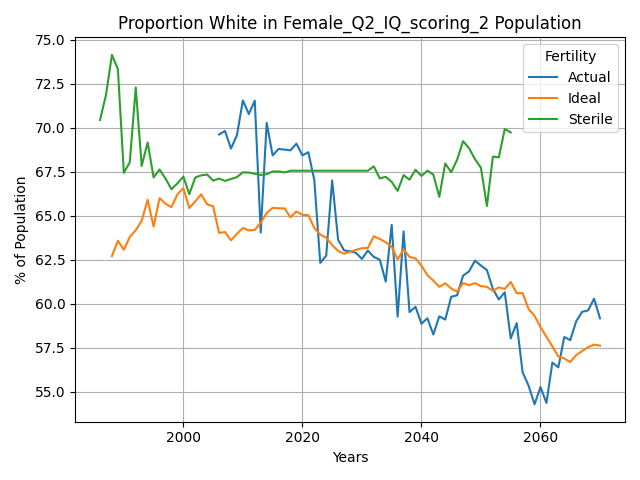 Proportion White in Female_Q2_IQ_scoring_2 Population
75.0
72.5
70.0
67.5
65.0
62.5
60.0
57.5
55.0
% of Population
Fertility
Actual
Ideal
Sterile
2000
2020
2040
2060
Years